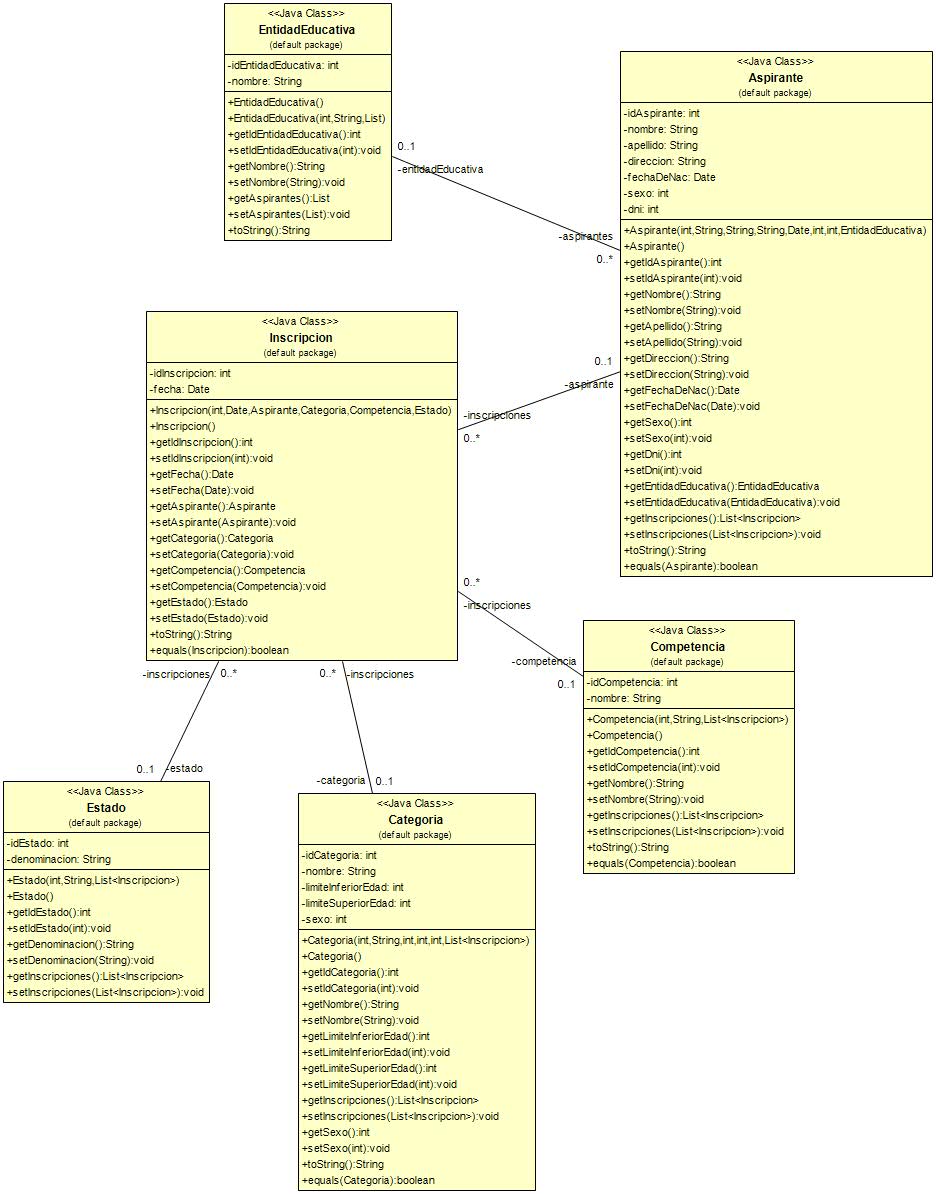 <<Java Class>>
EntidadEducativa
(default package)
-idEntidadEducativa: int
-nombre: String
+EntidadEducativa()
+EntidadEducativa(int,String,List)
+getIdEntidadEducativa():int
+setIdEntidadEducativa(int):void
+getNombre():String
+setNombre(String):void
+getAspirantes():List
+setAspirantes(List):void
+toString():String
0..1
-entidadEducativa
-aspirantes
0..*
<<Java Class>>
Aspirante
(default package)
-idAspirante: int
-nombre: String
-apellido: String
-direccion: String
-fechaDeNac: Date
-sexo: int
-dni: int
+Aspirante(int,String,String,String,Date,int,int,EntidadEducativa)
+Aspirante()
+getIdAspirante():int
+setIdAspirante(int):void
+getNombre():String
+setNombre(String):void
+getApellido():String
+setApellido(String):void
+getDireccion():String
+setDireccion(String):void
+getFechaDeNac():Date
+setFechaDeNac(Date):void
+getSexo():int
+setSexo(int):void
+getDni():int
+setDni(int):void
+getEntidadEducativa():EntidadEducativa
+setEntidadEducativa(EntidadEducativa):void
+getInscripciones():List<Inscripcion>
+setInscripciones(List<Inscripcion>):void
+toString():String
+equals(Aspirante):boolean
<<Java Class>>
Inscripcion
(default package)
-idInscripcion: int
-fecha: Date
+Inscripcion(int,Date,Aspirante,Categoria,Competencia,Estado)
+Inscripcion()
+getIdInscripcion():int
+setIdInscripcion(int):void
+getFecha():Date
+setFecha(Date):void
+getAspirante():Aspirante
+setAspirante(Aspirante):void
+getCategoria():Categoria
+setCategoria(Categoria):void
+getCompetencia():Competencia
+setCompetencia(Competencia):void
+getEstado():Estado
+setEstado(Estado):void
+toString():String
+equals(Inscripcion):boolean
0..1
-aspirante
-inscripciones
0..*
0..*
-inscripciones
-competencia
0..1
-inscripciones
0..*
0..*
-inscripciones
0..1
-estado
-categoria
0..1
<<Java Class>>
Competencia
(default package)
-idCompetencia: int
-nombre: String
+Competencia(int,String,List<Inscripcion>)
+Competencia()
+getIdCompetencia():int
+setIdCompetencia(int):void
+getNombre():String
+setNombre(String):void
+getInscripciones():List<Inscripcion>
+setInscripciones(List<Inscripcion>):void
+toString():String
+equals(Competencia):boolean
<<Java Class>>
Estado
(default package)
-idEstado: int
-denominacion: String
+Estado(int,String,List<Inscripcion>)
+Estado()
+getIdEstado():int
+setIdEstado(int):void
+getDenominacion():String
+setDenominacion(String):void
+getInscripciones():List<Inscripcion>
+setInscripciones(List<Inscripcion>):void
<<Java Class>>
Categoria
(default package)
-idCategoria: int
-nombre: String
-limiteInferiorEdad: int
-limiteSuperiorEdad: int
-sexo: int
+Categoria(int,String,int,int,int,List<Inscripcion>)
+Categoria()
+getIdCategoria():int
+setIdCategoria(int):void
+getNombre():String
+setNombre(String):void
+getLimiteInferiorEdad():int
+setLimiteInferiorEdad(int):void
+getLimiteSuperiorEdad():int
+setLimiteSuperiorEdad(int):void
+getInscripciones():List<Inscripcion>
+setInscripciones(List<Inscripcion>):void
+getSexo():int
+setSexo(int):void
+toString():String
+equals(Categoria):boolean